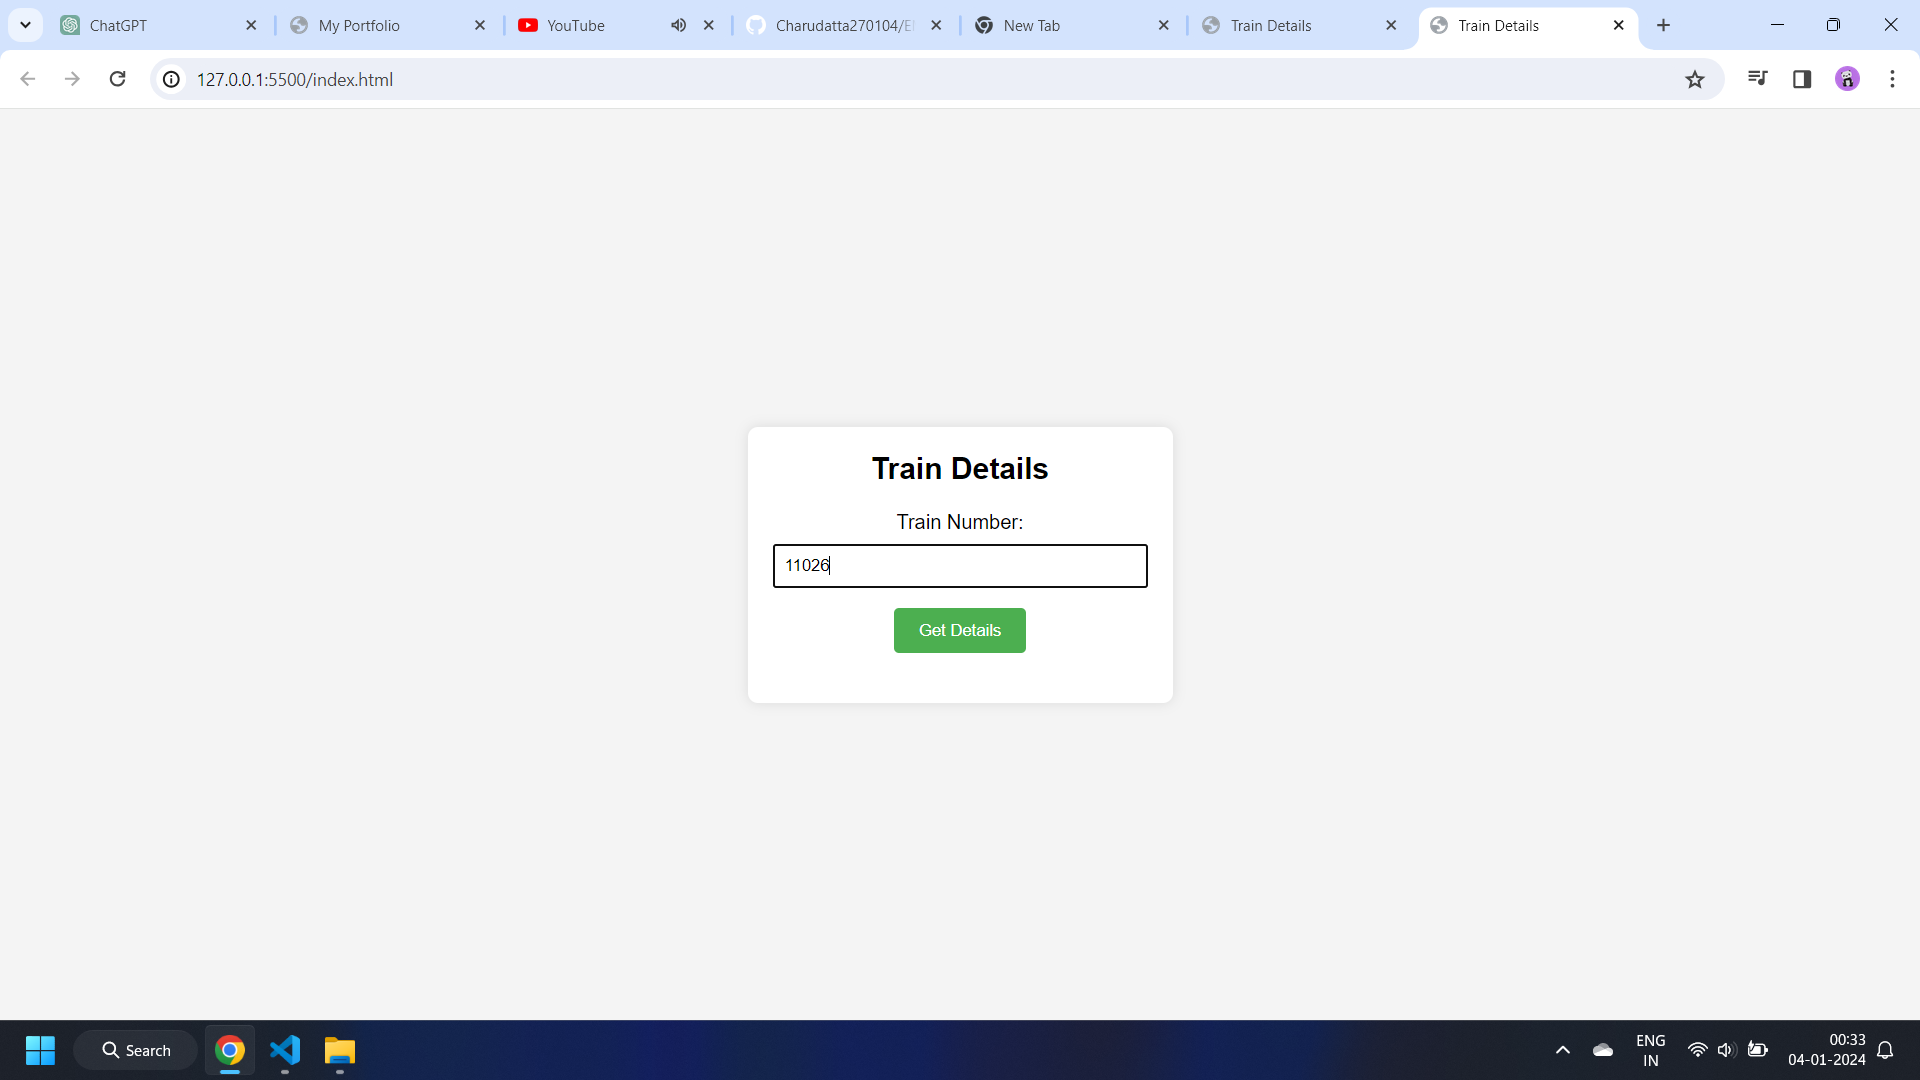 ChatGPT
My Portfolio
YouTube
Charudatta270104/E
New Tab
Train Details
Train Details
127.0.0.1:5500/index.html
Train Details
Train Number:
11026
Get Details
Search
ENG
IN
00:33
04-01-2024